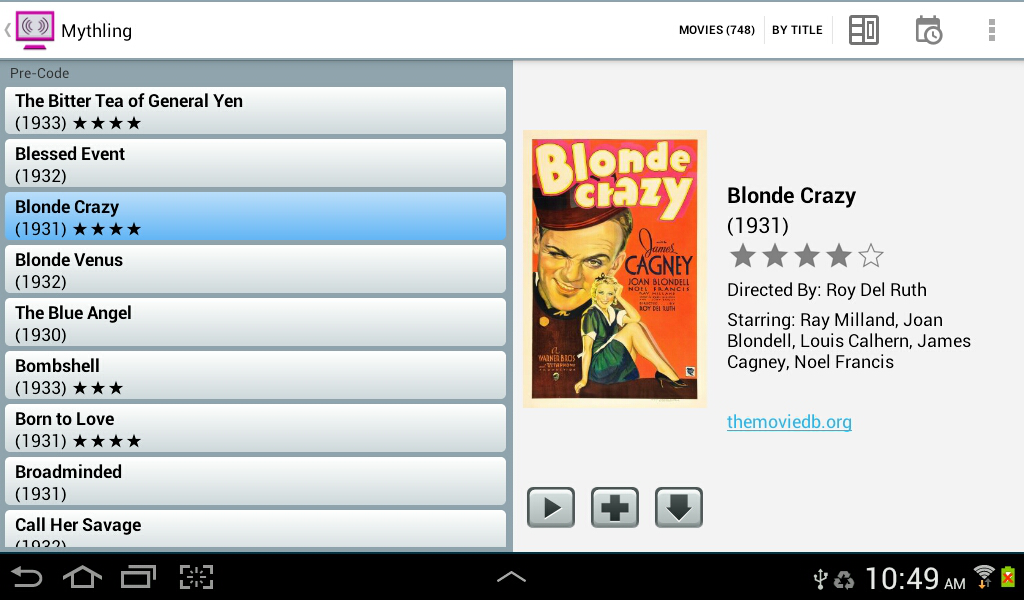 Mythling
MOVIES (748)
BY TITLE
Pre-Code
The Bitter Tea of General Yen
(1933) ★★★★
Blessed Event
(1932)
Blonde Crazy
(1931) ★★★★
Blonde Venus
(1932)
The Blue Angel
(1930)
Bombshell
(1933) ★★★
Born to Love
(1931) ★★★★
Broadminded
(1931)
Call Her Savage
(1932)
Blonde
crazy
James
CAGNEY
JOAN BLONDELL
NOEL FRANCIS
RAY MILLAND
ROY DEL RUTH
A
WARNER BROS
Blonde Crazy
(1931)
Directed By: Roy Del Ruth
Starring: Ray Milland, Joan
Blondell, Louis Calhern, James
Cagney, Noel Francis
themoviedb.org
10:49 AM